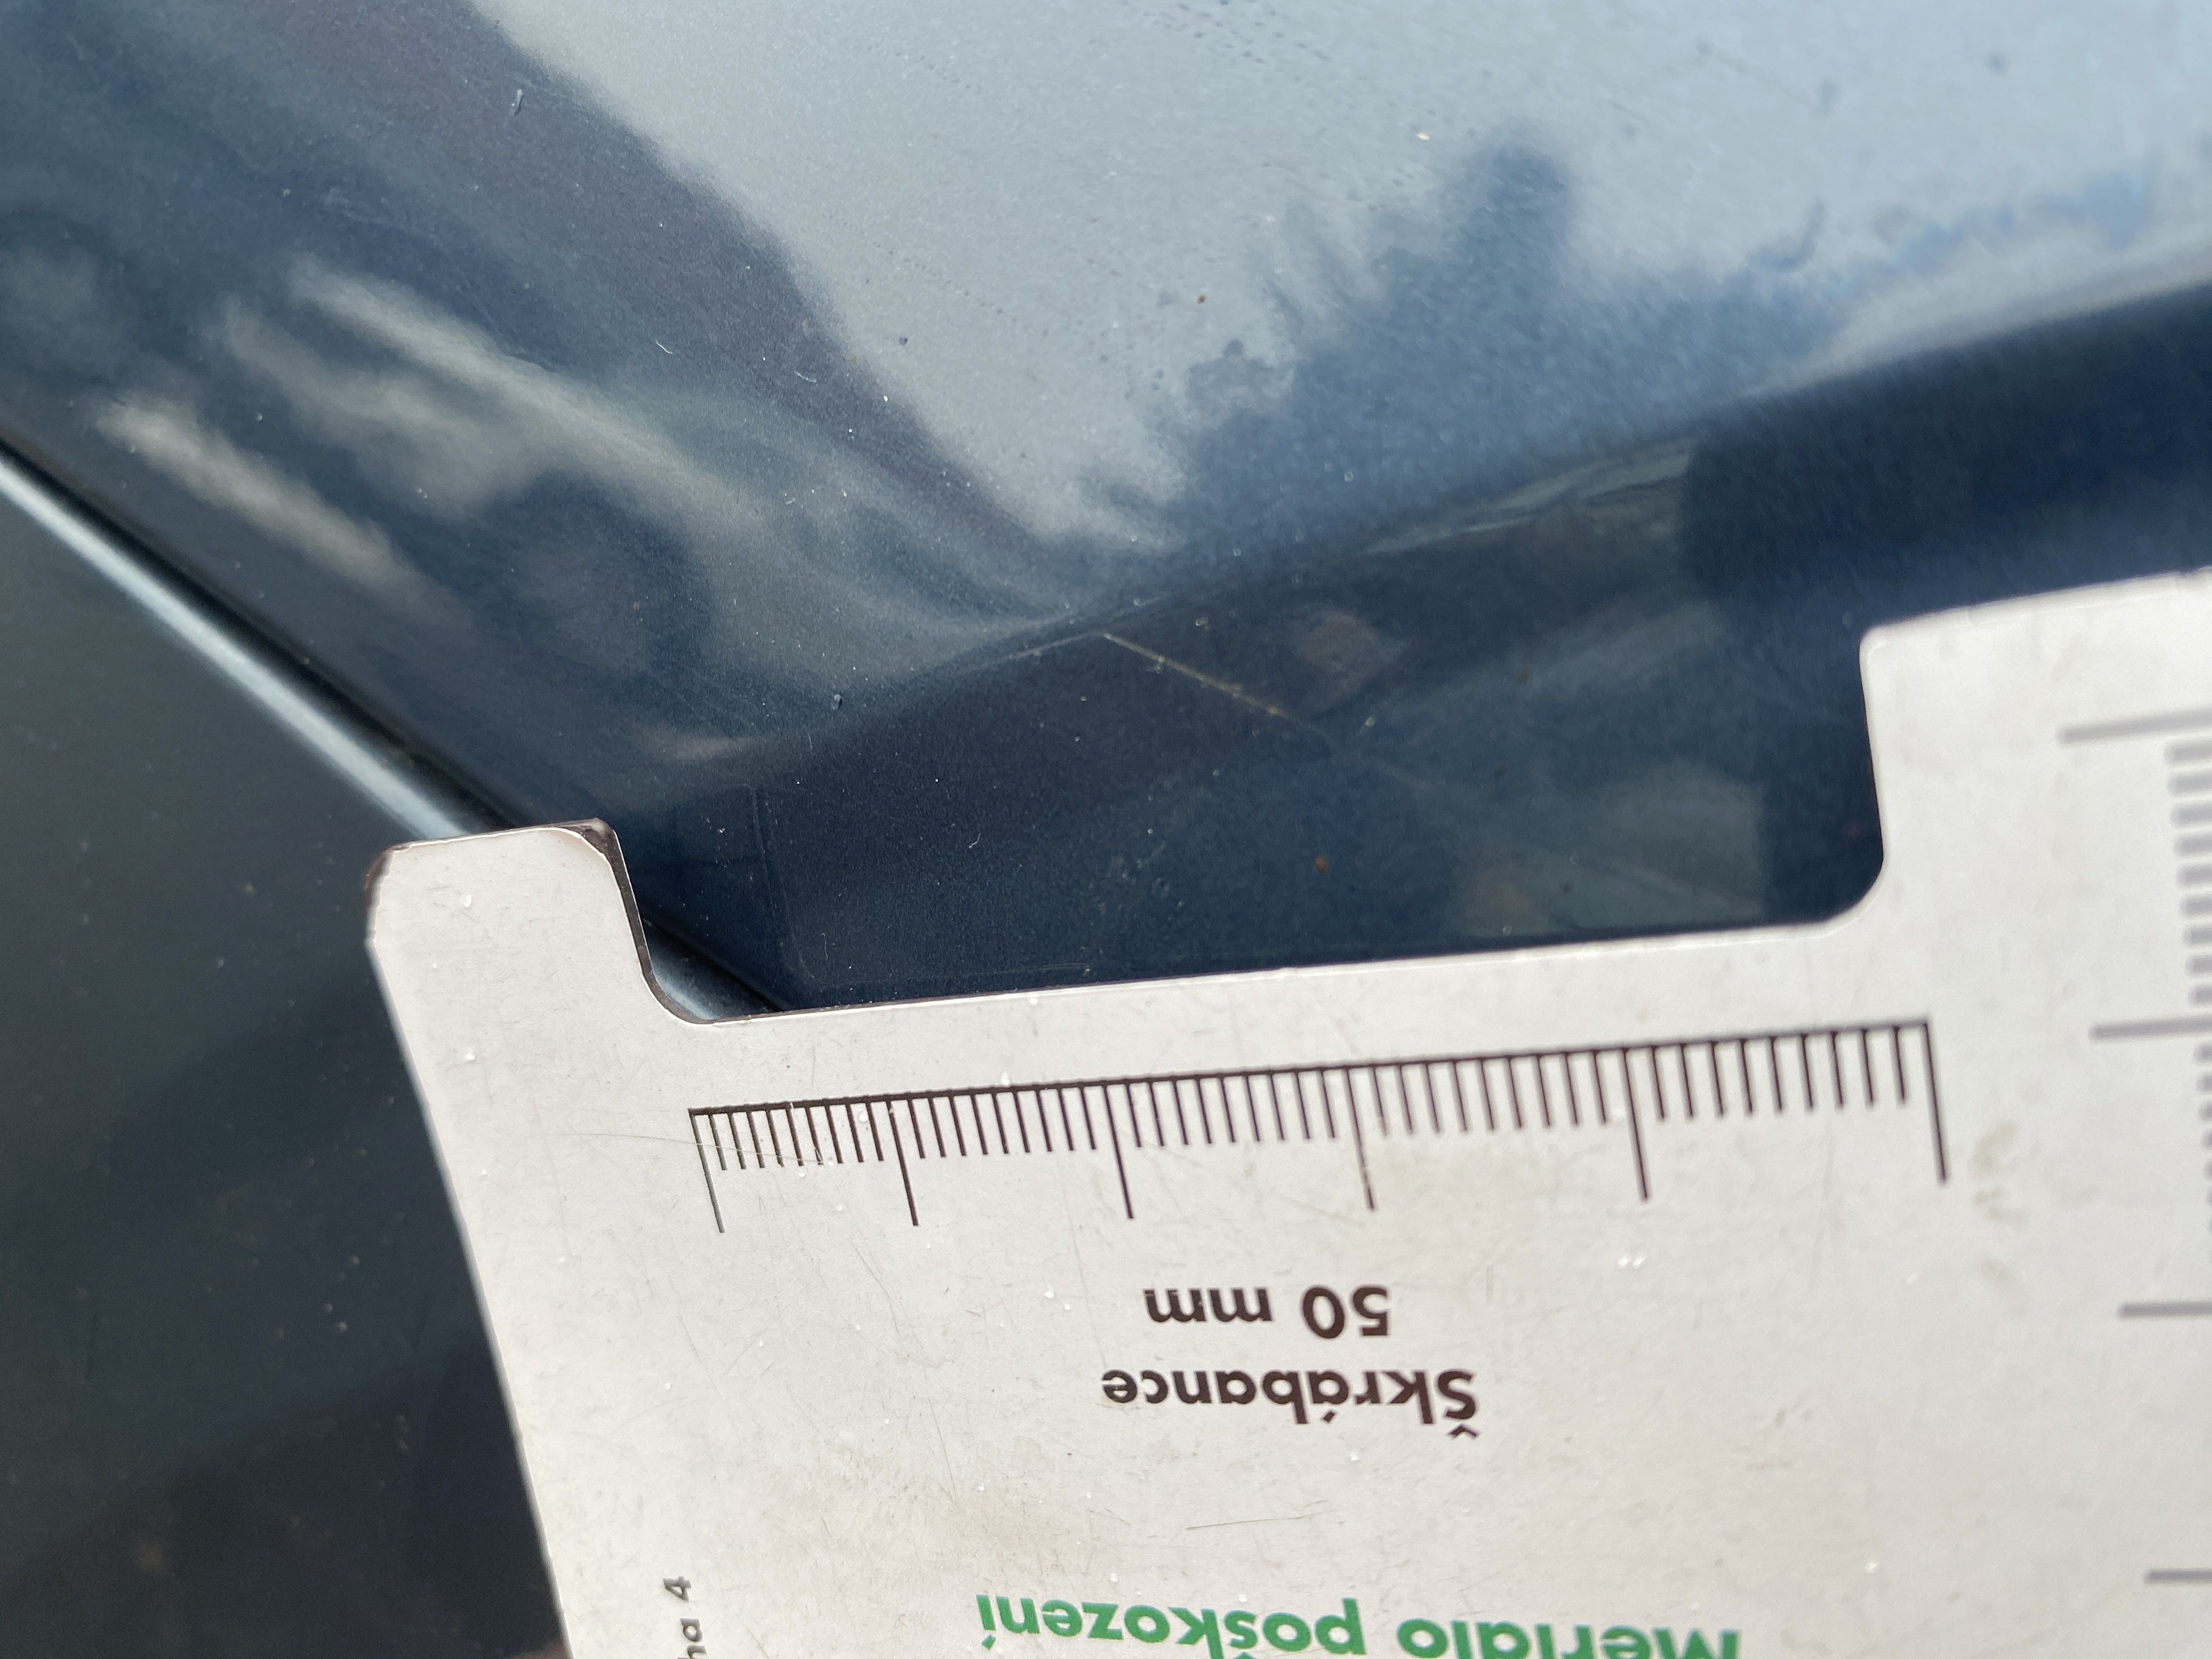 Měřidlo poškození
Škrábance
50 mm